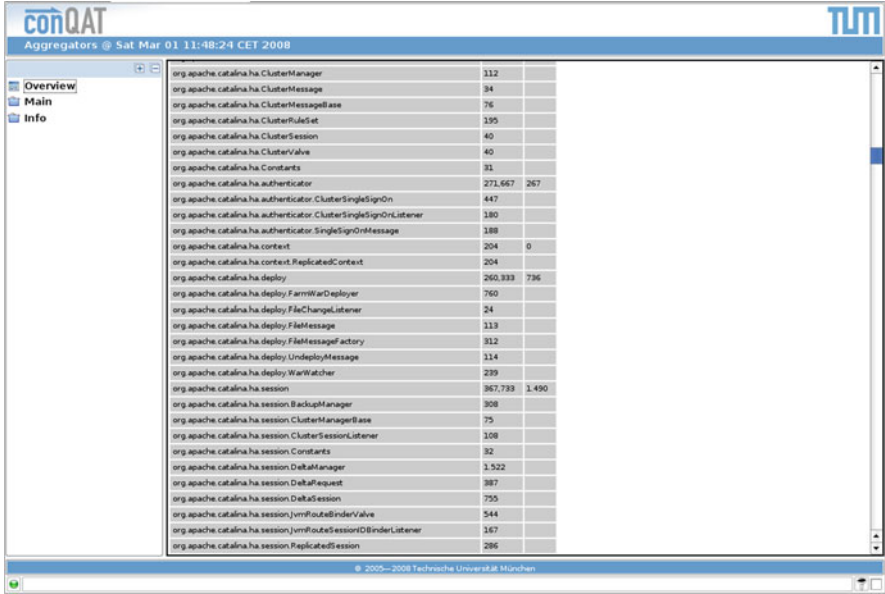 conQAT
TUM
Aggregators @ Sat Mar 01 11:48:24 CET 2008
Overview
Main
Info
org.apache.catalina.ha.ClusterManager 112
org.apache.catalina.ha.ClusterMessage 34
org.apache.catalina.ha.ClusterMessageBase 76
org.apache.catalina.ha.ClusterRuleSet 195
org.apache.catalina.ha.ClusterSession 40
org.apache.catalina.ha.ClusterValve 40
org.apache.catalina.ha.Constants 31
org.apache.catalina.ha.authenticator 271,667 267
org.apache.catalina.ha.authenticator.ClusterSingleSignOn 447
org.apache.catalina.ha.authenticator.ClusterSingleSignOnListener 180
org.apache.catalina.ha.authenticator.SingleSignOnMessage 188
org.apache.catalina.ha.context 204 0
org.apache.catalina.ha.context.ReplicatedContext 204
org.apache.catalina.ha.deploy 260,333 736
org.apache.catalina.ha.deploy.FarmWarDeployer 760
org.apache.catalina.ha.deploy.FileChangeListener 24
org.apache.catalina.ha.deploy.FileMessage 113
org.apache.catalina.ha.deploy.FileMessageFactory 312
org.apache.catalina.ha.deploy.UndeployMessage 114
org.apache.catalina.ha.deploy.WarWatcher 239
org.apache.catalina.ha.session 367,733 1.490
org.apache.catalina.ha.session.BackupManager 308
org.apache.catalina.ha.session.ClusterManagerBase 75
org.apache.catalina.ha.session.ClusterSessionListener 108
org.apache.catalina.ha.session.Constants 32
org.apache.catalina.ha.session.DeltaManager 1.522
org.apache.catalina.ha.session.DeltaRequest 387
org.apache.catalina.ha.session.DeltaSession 755
org.apache.catalina.ha.session.JvmRouteBinderValve 544
org.apache.catalina.ha.session.JvmRouteSessionIDBinderListener 167
org.apache.catalina.ha.session.ReplicatedSession 286
© 2005—2008 Technische Universität München